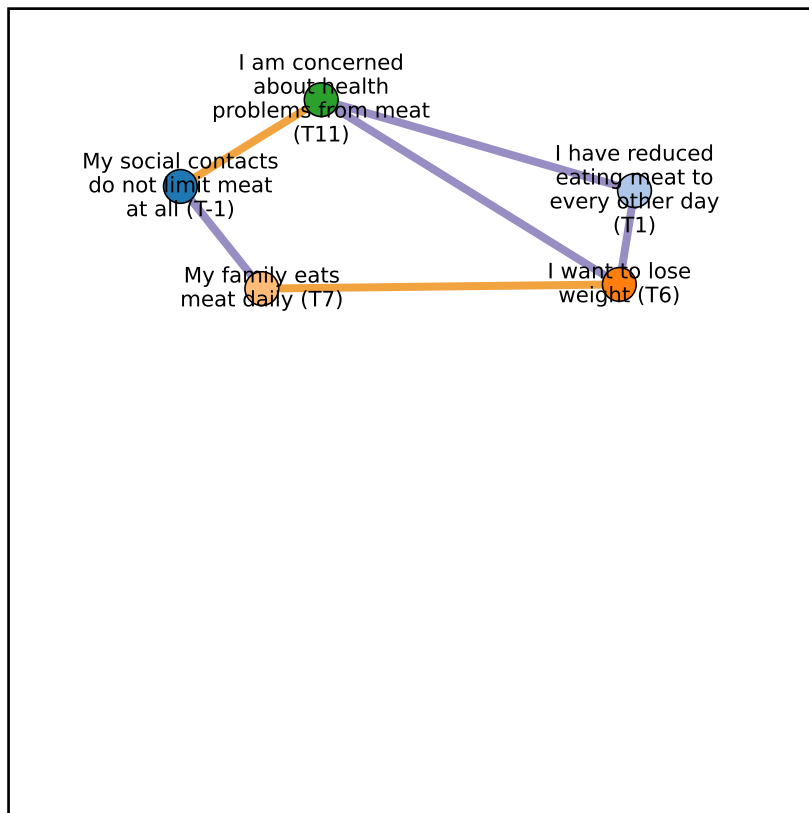 I am concerned
about health
problems from meat
(T11)
My social contacts
do not limit meat
at all (T-1)
I have reduced
eating meat to
every other day
(T1)
My family eats
meat daily (T7)
I want to lose
weight (T6)